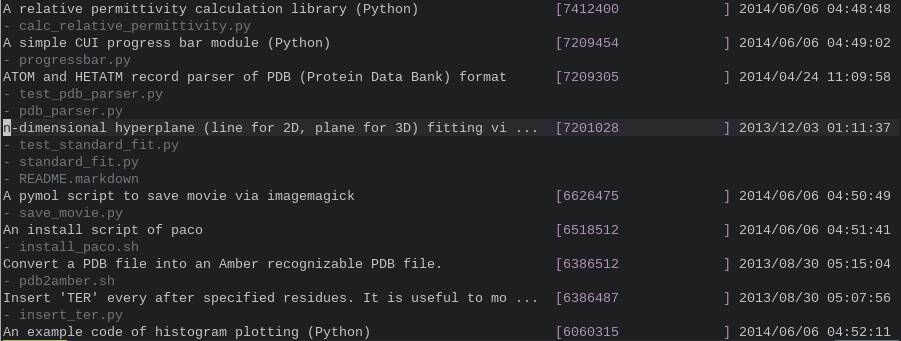 A relative permittivity calculation library (Python) [7412400 ] 2014/06/06 04:48:48
- calc_relative_permittivity.py
A simple CUI progress bar module (Python) [7209454 ] 2014/06/06 04:49:02
- progressbar.py
ATOM and HETATM record parser of PDB (Protein Data Bank) format [7209305 ] 2014/04/24 11:09:58
- test_pdb_parser.py
- pdb_parser.py
n-dimensional hyperplane (line for 2D, plane for 3D) fitting vi ... [7201028 ] 2013/12/03 01:11:37
- test_standard_fit.py
- standard_fit.py
- README.markdown
A pymol script to save movie via imagemagick [6626475 ] 2014/06/06 04:50:49
- save_movie.py
An install script of paco [6518512 ] 2014/06/06 04:51:41
- install_paco.sh
Convert a PDB file into an Amber recognizable PDB file. [6386512 ] 2013/08/30 05:15:04
- pdb2amber.sh
Insert 'TER' every after specified residues. It is useful to mo ... [6386487 ] 2013/08/30 05:07:56
- insert_ter.py
An example code of histogram plotting (Python) [6060315 ] 2014/06/06 04:52:11